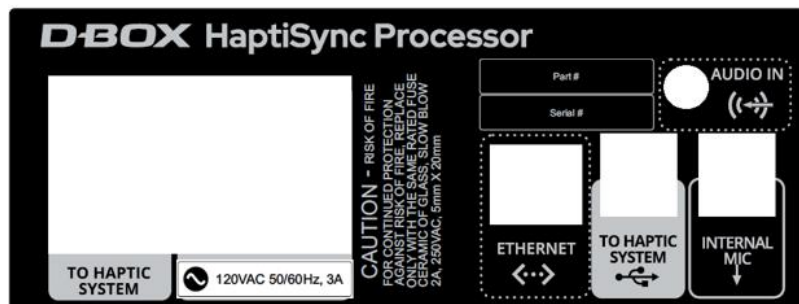 D-BOX HaptiSync Processor
Part #
AUDIO IN
Serial #
CAUTION - RISK OF FIRE
FOR CONTINUED PROTECTION
AGAINST RISK OF FIRE, REPLACE
ONLY WITH THE SAME RATED FUSE
CERAMIC OF GLASS, SLOW BLOW
2A, 250VAC, 5mm X 20mm
ETHERNET
TO HAPTIC
SYSTEM
INTERNAL
MIC
TO HAPTIC
SYSTEM
120VAC 50/60Hz, 3A